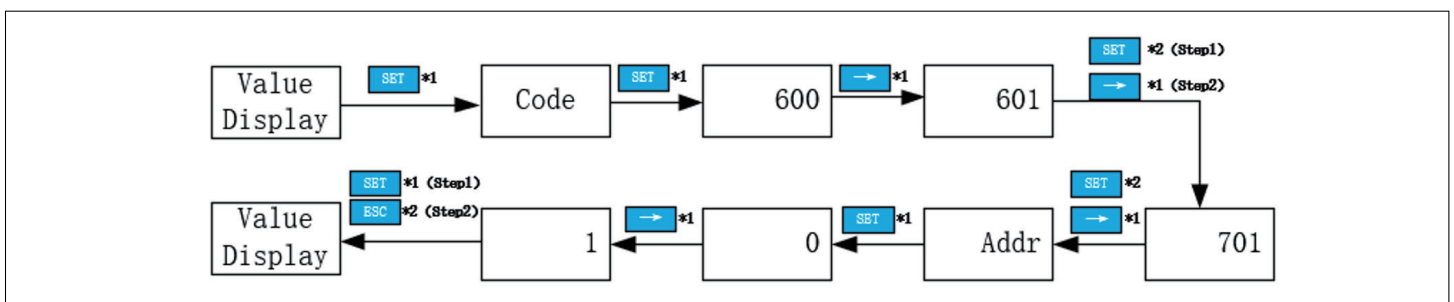 Value
Display
SET *1
Code
SET *1
600
→ *1
601
SET *2 (Step1)
→ *1 (Step2)
701
SET *2
→ *1
Addr
SET *1
0
→ *1
1
SET *1 (Step1)
ESC *2 (Step2)
Value
Display